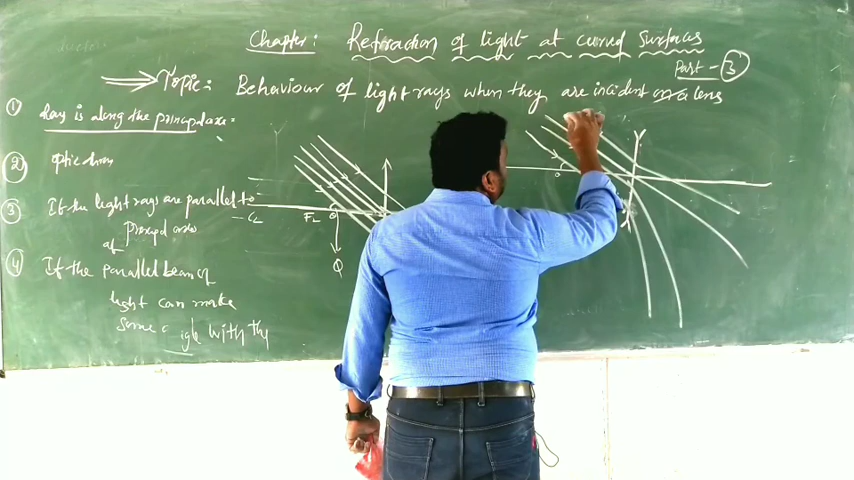 Chapter: Refraction of light at curved Surfaces
Part-3
Topic: Behaviour of light rays when they are incident on a lens
① Ray is along the principal axis.
② optic
③ If the light rays are parallel to
Principal axis
④ If the parallel beam of
light can make
some with the
C₂ F₂
Q